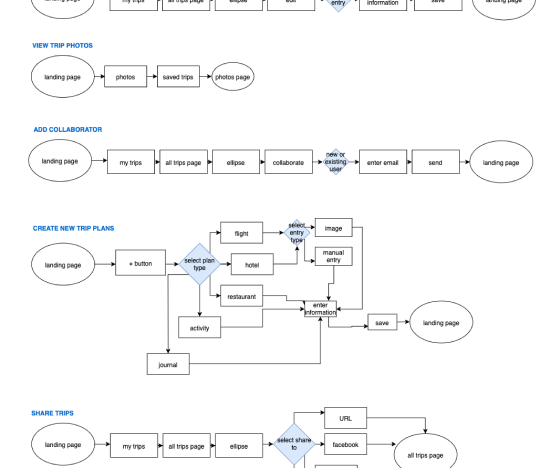 landing page
my trips
all trips page
ellipse
edit
entry
information
save
landing page
VIEW TRIP PHOTOS
landing page
photos
saved trips
photos page
ADD COLLABORATOR
landing page
my trips
all trips page
ellipse
collaborate
new or
existing
user
enter email
send
landing page
CREATE NEW TRIP PLANS
landing page
+ button
select plan
type
flight
hotel
restaurant
activity
journal
select
entry
type
image
manual
entry
enter
information
save
landing page
SHARE TRIPS
landing page
my trips
all trips page
ellipse
select share
to
URL
facebook
all trips page